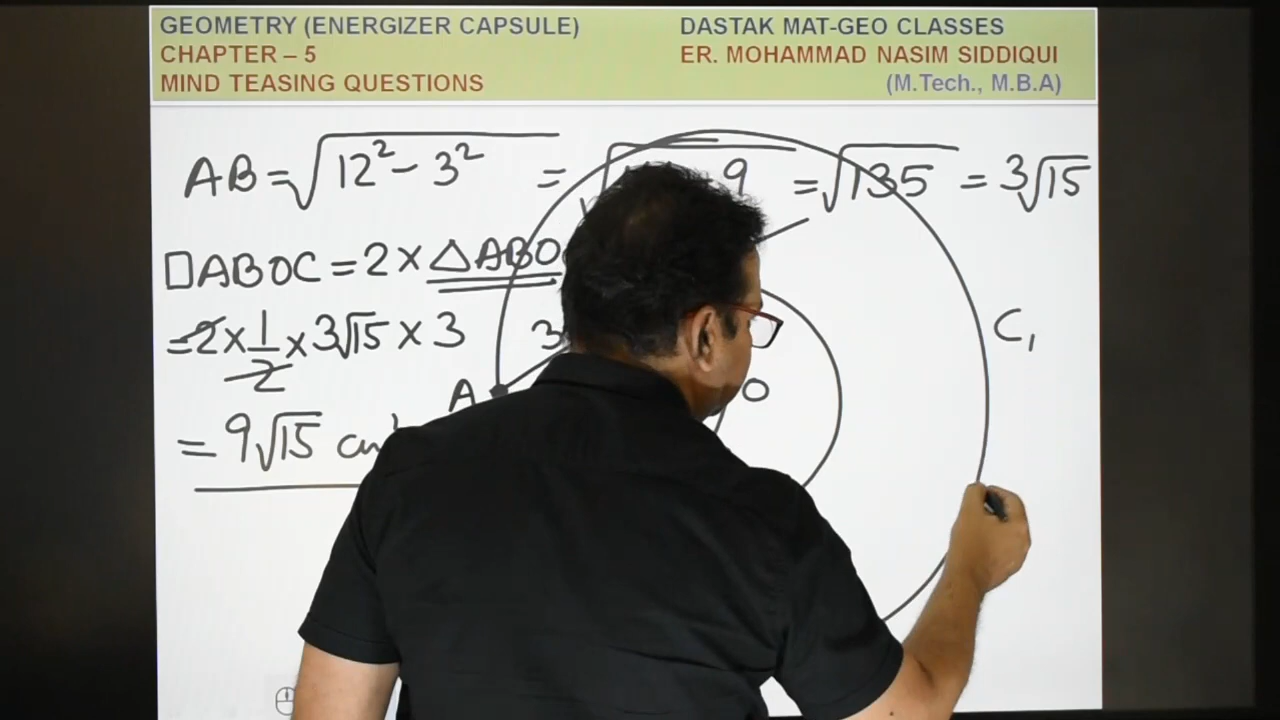 GEOMETRY (ENERGIZER CAPSULE) DASTAK MAT-GEO CLASSES
CHAPTER – 5 ER. MOHAMMAD NASIM SIDDIQUI
MIND TEASING QUESTIONS (M.Tech., M.B.A)
AB = √12² − 3² = √ 9 = √135 = 3√15
□ABOC = 2 × △ABO
= 2 × 1/2 × 3√15 × 3
3
C₁
A
O
= 9√15